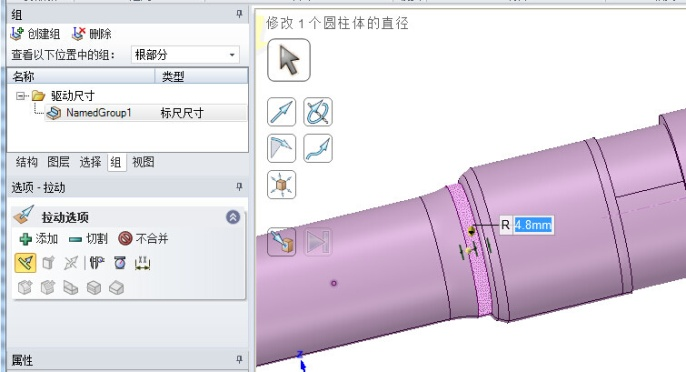 组
创建组 删除
查看以下位置中的组: 根部分
名称 类型
驱动尺寸
NamedGroup1 标尺尺寸
结构 图层 选择 组 视图
选项 - 拉动
拉动选项
添加 切割 不合并
属性
修改 1 个圆柱体的直径
R 4.8mm
Z